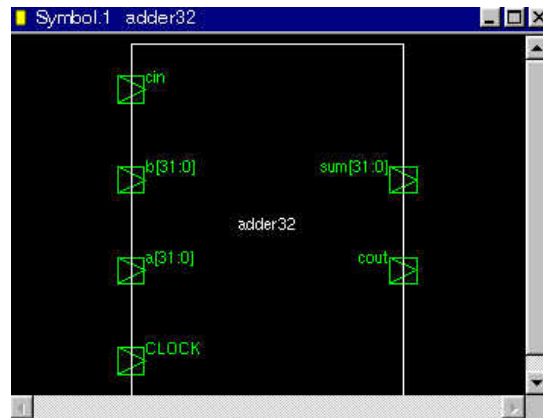 Symbol.1 adder32
cin
b[31:0]
sum[31:0]
adder32
a[31:0]
cout
CLOCK